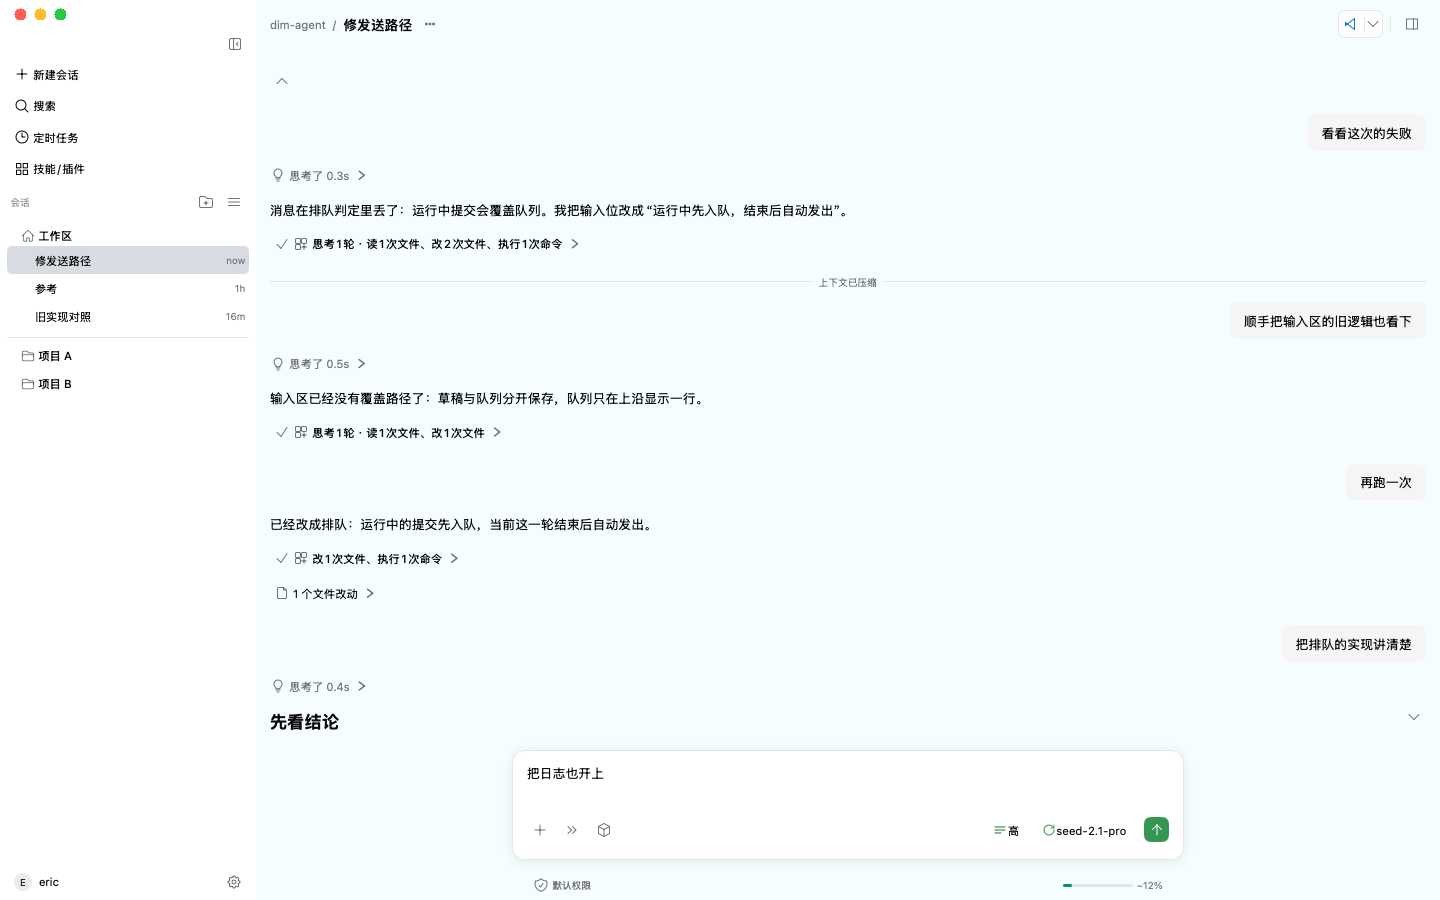 dim-agent / 修发送路径 ···
新建会话
搜索
定时任务
技能/插件
会话
工作区
修发送路径 now
参考 1h
旧实现对照 16m
项目 A
项目 B
E eric
看看这次的失败
思考了 0.3s
消息在排队判定里丢了：运行中提交会覆盖队列。我把输入位改成“运行中先入队，结束后自动发出”。
思考1轮 · 读1次文件、改2次文件、执行1次命令
上下文已压缩
顺手把输入区的旧逻辑也看下
思考了 0.5s
输入区已经没有覆盖路径了：草稿与队列分开保存，队列只在上沿显示一行。
思考1轮 · 读1次文件、改1次文件
再跑一次
已经改成排队：运行中的提交先入队，当前这一轮结束后自动发出。
改1次文件、执行1次命令
1 个文件改动
把排队的实现讲清楚
思考了 0.4s
先看结论
把日志也开上
高 seed-2.1-pro
默认权限 ~12%